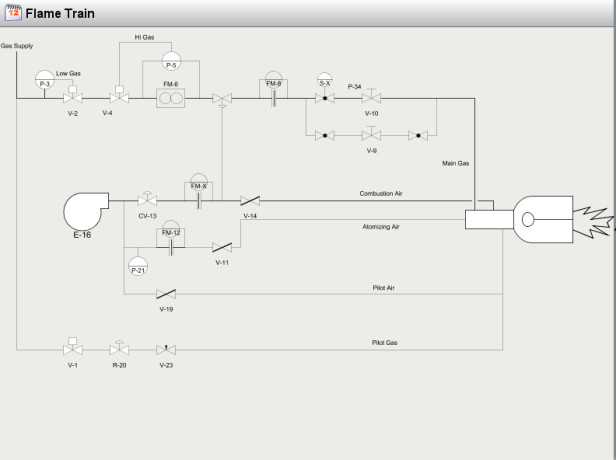 12
Flame Train
Hi Gas
Gas Supply
P-5
Low Gas
P-3
FM-6
FM-8
S-X
P-34
V-2
V-4
V-10
V-9
Main Gas
FM-X
Combustion Air
CV-13
V-14
E-16
FM-12
Atomizing Air
V-11
P-21
Pilot Air
V-19
Pilot Gas
V-1
R-20
V-23